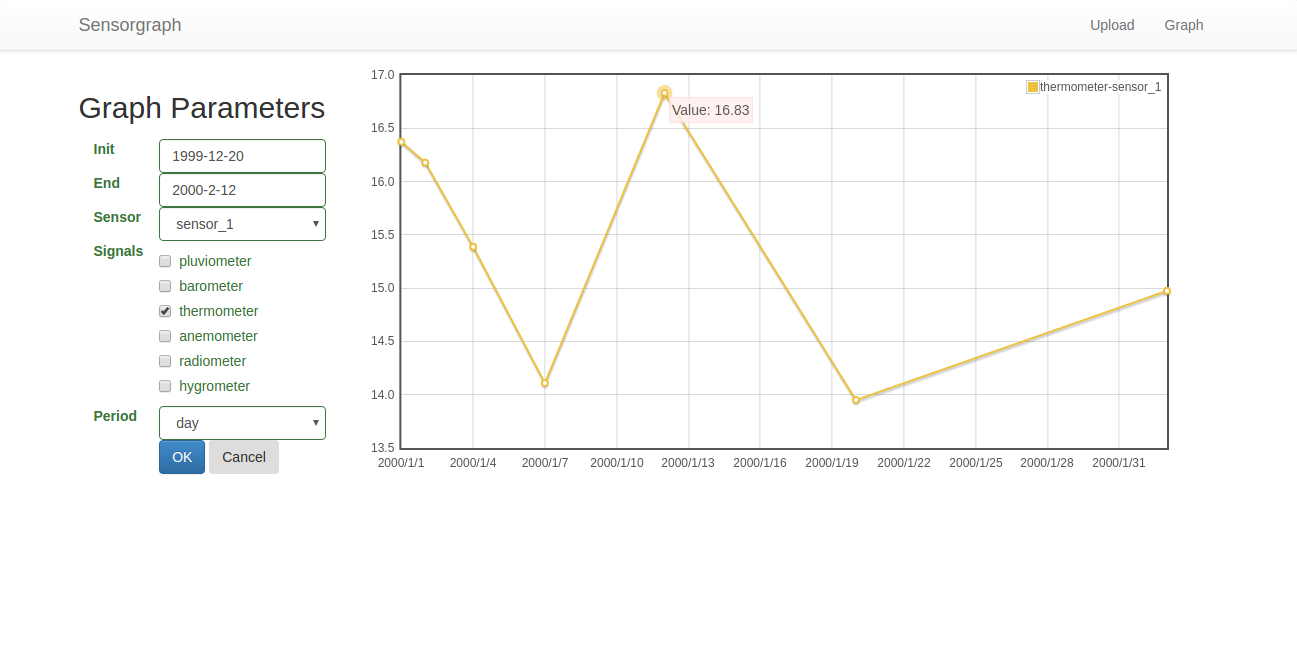 Sensorgraph
Upload
Graph
Graph Parameters
Init
1999-12-20
End
2000-2-12
Sensor
sensor_1
Signals
pluviometer
barometer
thermometer
anemometer
radiometer
hygrometer
Period
day
OK
Cancel
17.0
16.5
16.0
15.5
15.0
14.5
14.0
13.5
thermometer-sensor_1
Value: 16.83
2000/1/1
2000/1/4
2000/1/7
2000/1/10
2000/1/13
2000/1/16
2000/1/19
2000/1/22
2000/1/25
2000/1/28
2000/1/31